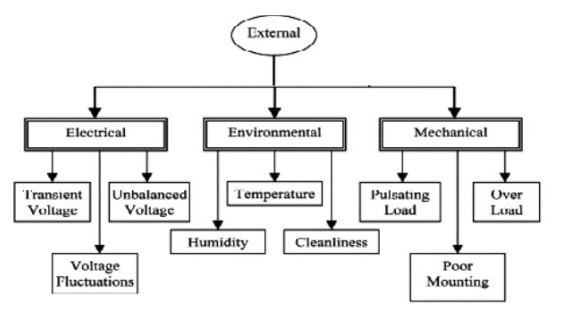 External
Electrical
Environmental
Mechanical
Transient
Voltage
Unbalanced
Voltage
Temperature
Pulsating
Load
Over
Load
Humidity
Cleanliness
Voltage
Fluctuations
Poor
Mounting